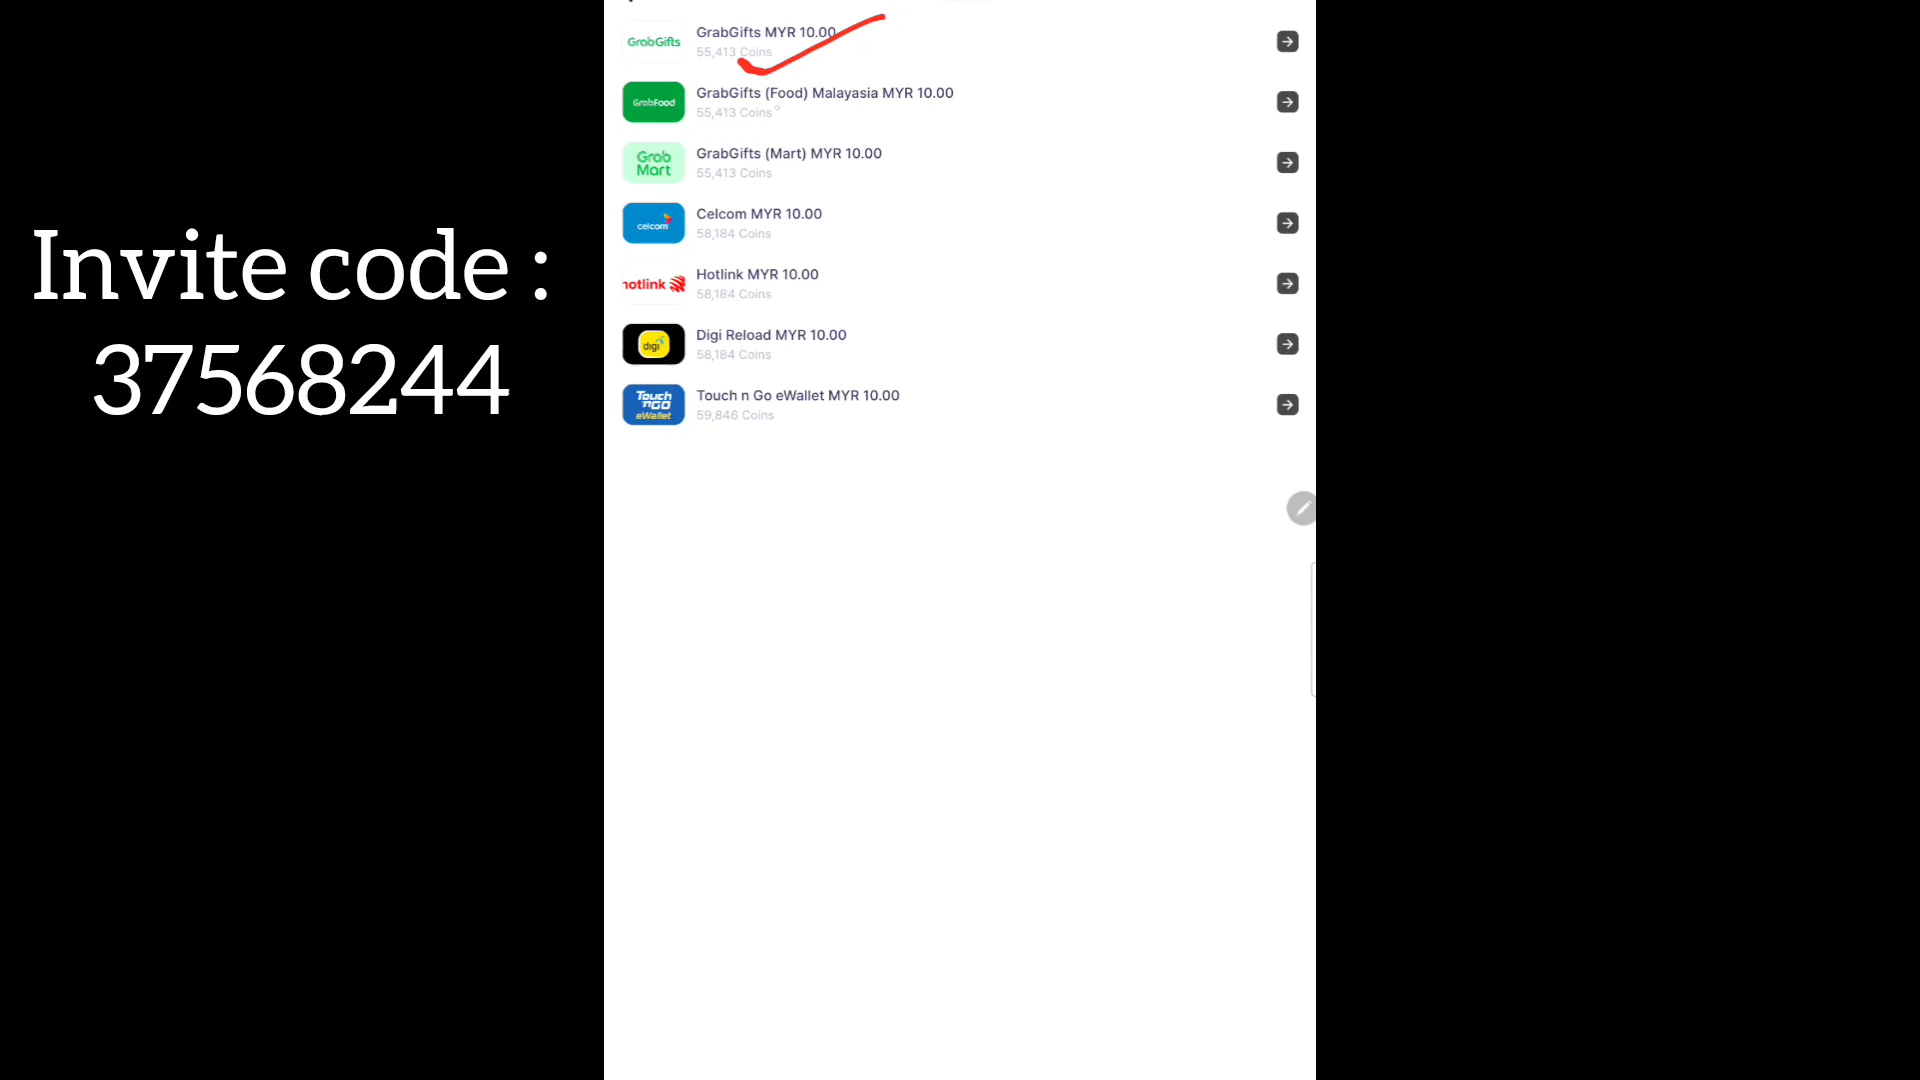 Invite code :
37568244
GrabGifts
GrabGifts MYR 10.00
55,413 Coins
GrabFood
GrabGifts (Food) Malayasia MYR 10.00
55,413 Coins
Grab
Mart
GrabGifts (Mart) MYR 10.00
55,413 Coins
celcom
Celcom MYR 10.00
58,184 Coins
hotlink
Hotlink MYR 10.00
58,184 Coins
digi
Digi Reload MYR 10.00
58,184 Coins
Touch
'nGO
eWallet
Touch n Go eWallet MYR 10.00
59,846 Coins